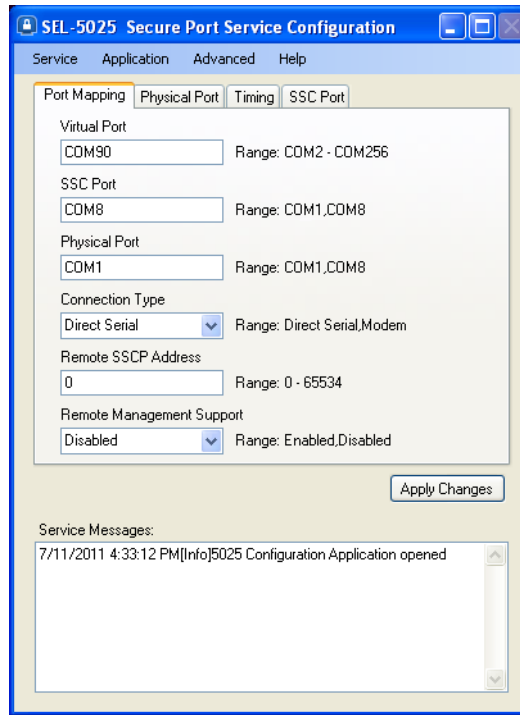 SEL-5025 Secure Port Service Configuration
Service Application Advanced Help
Port Mapping Physical Port Timing SSC Port
Virtual Port
COM90 Range: COM2 - COM256
SSC Port
COM8 Range: COM1,COM8
Physical Port
COM1 Range: COM1,COM8
Connection Type
Direct Serial Range: Direct Serial,Modem
Remote SSCP Address
0 Range: 0 - 65534
Remote Management Support
Disabled Range: Enabled,Disabled
Apply Changes
Service Messages:
7/11/2011 4:33:12 PM[Info]5025 Configuration Application opened